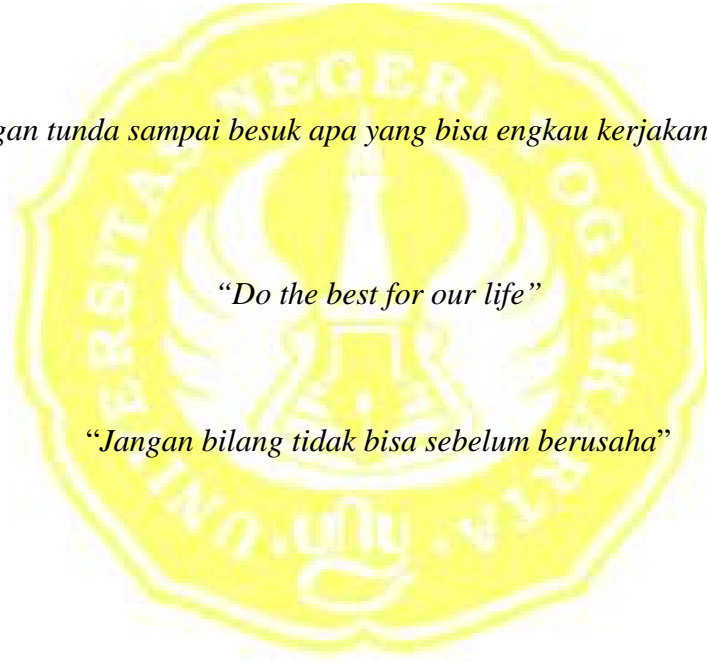 gan tunda sampai besuk apa yang bisa engkau kerjakan
“Do the best for our life”
“Jangan bilang tidak bisa sebelum berusaha”
UNIVERSITAS NEGERI YOGYAKARTA